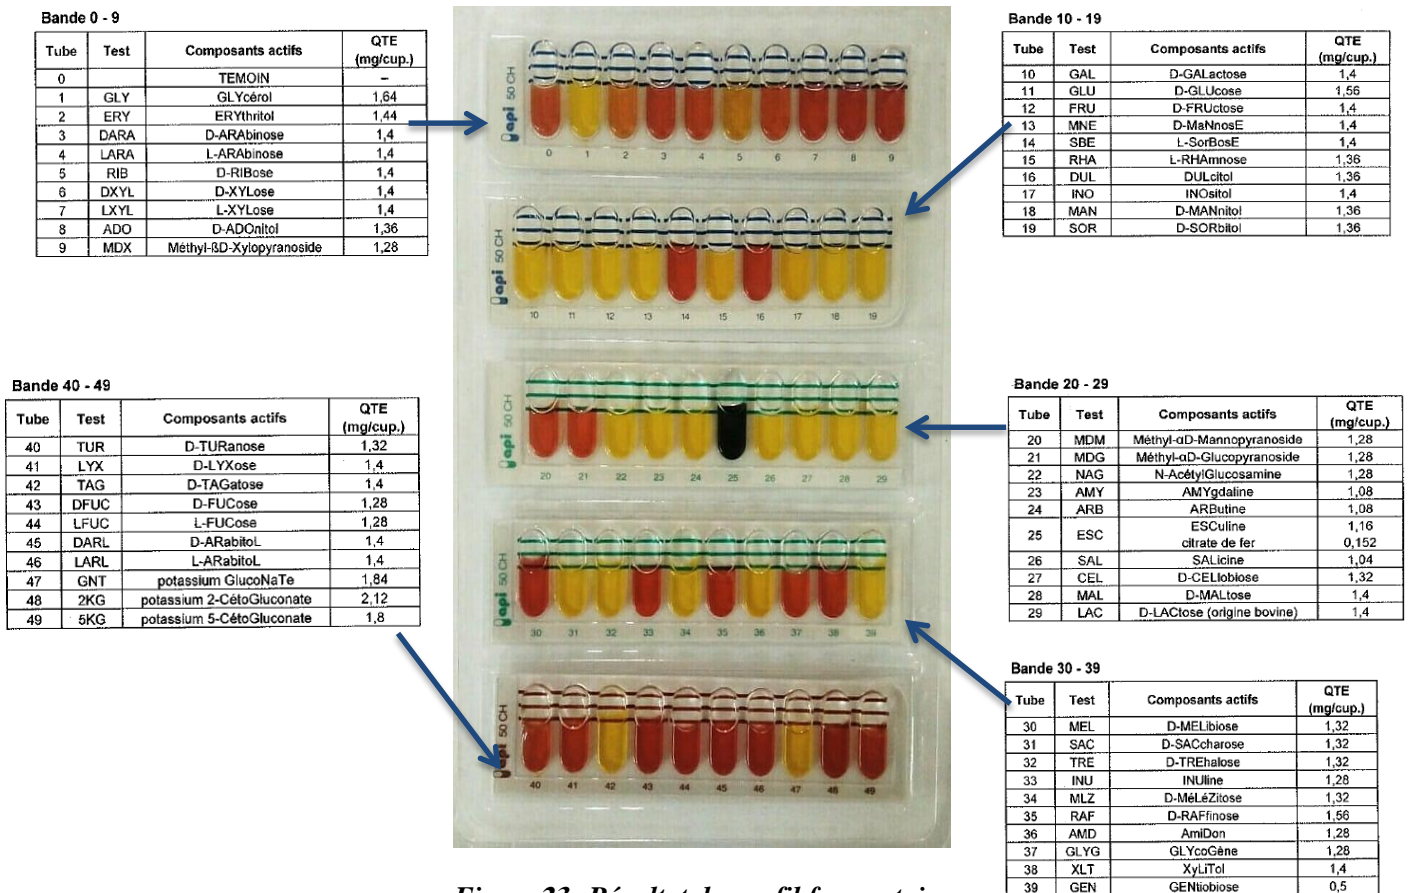 Bande 0 - 9
Tube Test Composants actifs QTE (mg/cup.)
0 TEMOIN –
1 GLY GLYcérol 1,64
2 ERY ERYthritol 1,44
3 DARA D-ARAbinose 1,4
4 LARA L-ARAbinose 1,4
5 RIB D-RIBose 1,4
6 DXYL D-XYLose 1,4
7 LXYL L-XYLose 1,4
8 ADO D-ADOnitol 1,36
9 MDX Méthyl-ßD-Xylopyranoside 1,28
Bande 10 - 19
Tube Test Composants actifs QTE (mg/cup.)
10 GAL D-GALactose 1,4
11 GLU D-GLUcose 1,56
12 FRU D-FRUctose 1,4
13 MNE D-MaNnosE 1,4
14 SBE L-SorBosE 1,4
15 RHA L-RHAmnose 1,36
16 DUL DULcitol 1,36
17 INO INOsitol 1,4
18 MAN D-MANnitol 1,36
19 SOR D-SORbitol 1,36
api 50 CH
0 1 2 3 4 5 6 7 8 9
api 50 CH
10 11 12 13 14 15 16 17 18 19
api 50 CH
20 21 22 23 24 25 26 27 28 29
api 50 CH
30 31 32 33 34 35 36 37 38 39
api 50 CH
40 41 42 43 44 45 46 47 48 49
Bande 40 - 49
Tube Test Composants actifs QTE (mg/cup.)
40 TUR D-TURanose 1,32
41 LYX D-LYXose 1,4
42 TAG D-TAGatose 1,4
43 DFUC D-FUCose 1,28
44 LFUC L-FUCose 1,28
45 DARL D-ARabitoL 1,4
46 LARL L-ARabitoL 1,4
47 GNT potassium GlucoNaTe 1,84
48 2KG potassium 2-CétoGluconate 2,12
49 5KG potassium 5-CétoGluconate 1,8
Bande 20 - 29
Tube Test Composants actifs QTE (mg/cup.)
20 MDM Méthyl-αD-Mannopyranoside 1,28
21 MDG Méthyl-αD-Glucopyranoside 1,28
22 NAG N-AcétylGlucosamine 1,28
23 AMY AMYgdaline 1,08
24 ARB ARButine 1,08
25 ESC ESCuline 1,16
citrate de fer 0,152
26 SAL SALicine 1,04
27 CEL D-CELlobiose 1,32
28 MAL D-MALtose 1,4
29 LAC D-LACtose (origine bovine) 1,4
Bande 30 - 39
Tube Test Composants actifs QTE (mg/cup.)
30 MEL D-MELibiose 1,32
31 SAC D-SACcharose 1,32
32 TRE D-TREhalose 1,32
33 INU INUline 1,28
34 MLZ D-MéLéZitose 1,32
35 RAF D-RAFfinose 1,56
36 AMD AmiDon 1,28
37 GLYG GLYcoGène 1,28
38 XLT XyLiTol 1,4
39 GEN GENtiobiose 0,5